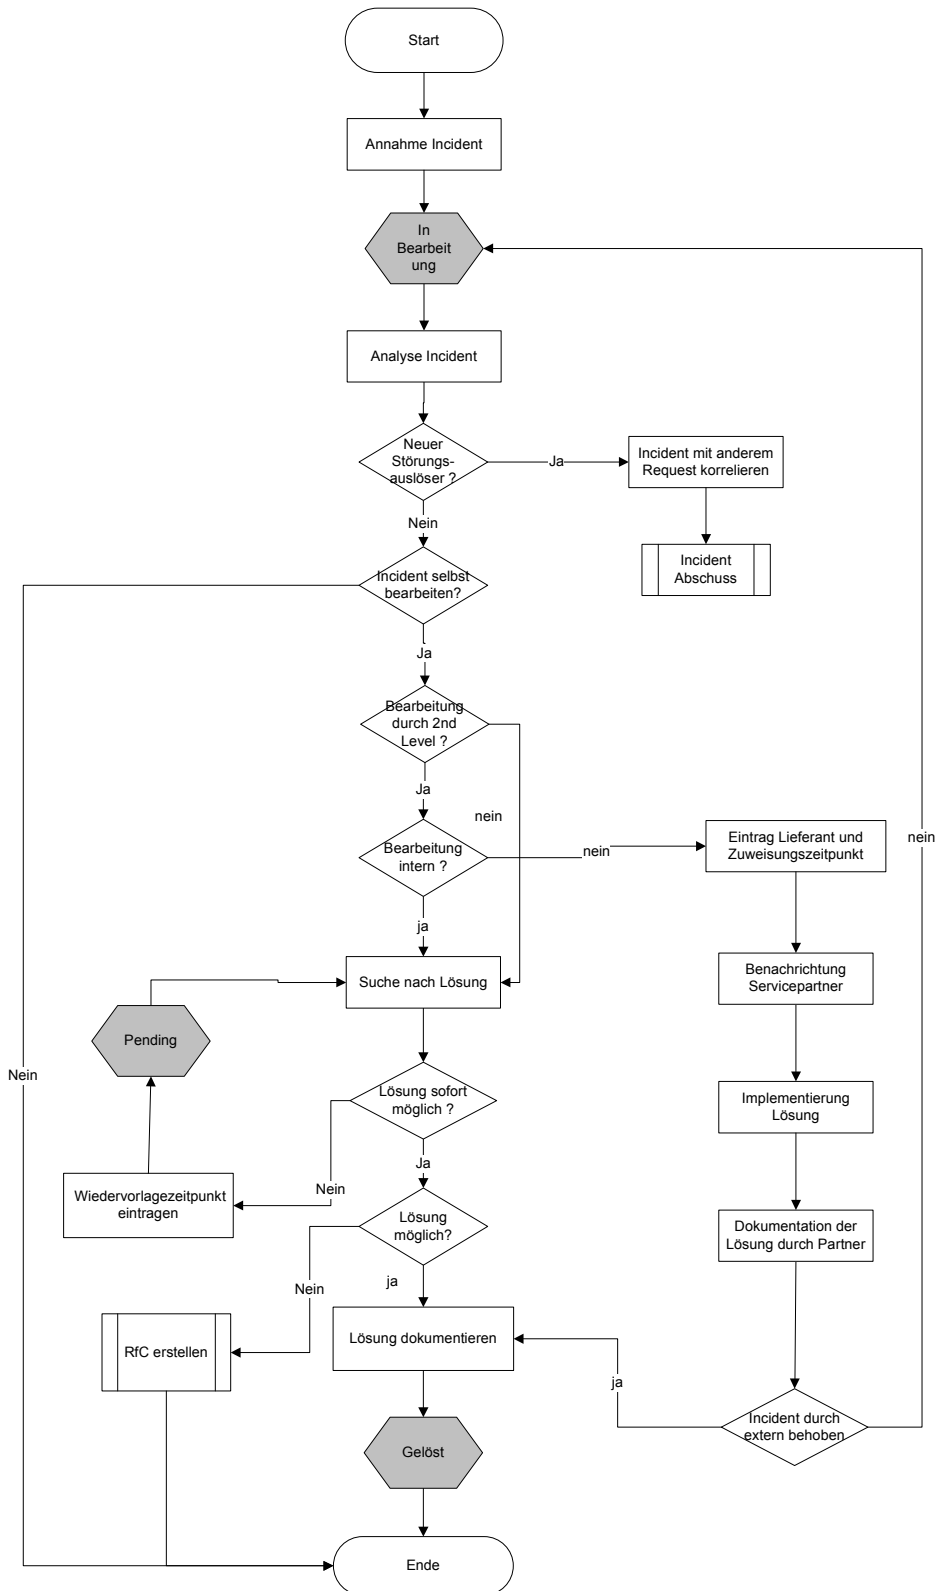 Start
Annahme Incident
In
Bearbeit
ung
Analyse Incident
Neuer
Störungs-
auslöser ?
Ja
Incident mit anderem
Request korrelieren
Nein
Incident
Abschuss
Incident selbst
bearbeiten?
Ja
Bearbeitung
durch 2nd
Level ?
Ja
nein
Bearbeitung
intern ?
nein
Eintrag Lieferant und
Zuweisungszeitpunkt
nein
ja
Suche nach Lösung
Benachrichtung
Servicepartner
Pending
Nein
Lösung sofort
möglich ?
Implementierung
Lösung
Ja
Nein
Wiedervorlagezeitpunkt
eintragen
Lösung
möglich?
Dokumentation der
Lösung durch Partner
Nein
ja
RfC erstellen
Lösung dokumentieren
ja
Incident durch
extern behoben
Gelöst
Ende